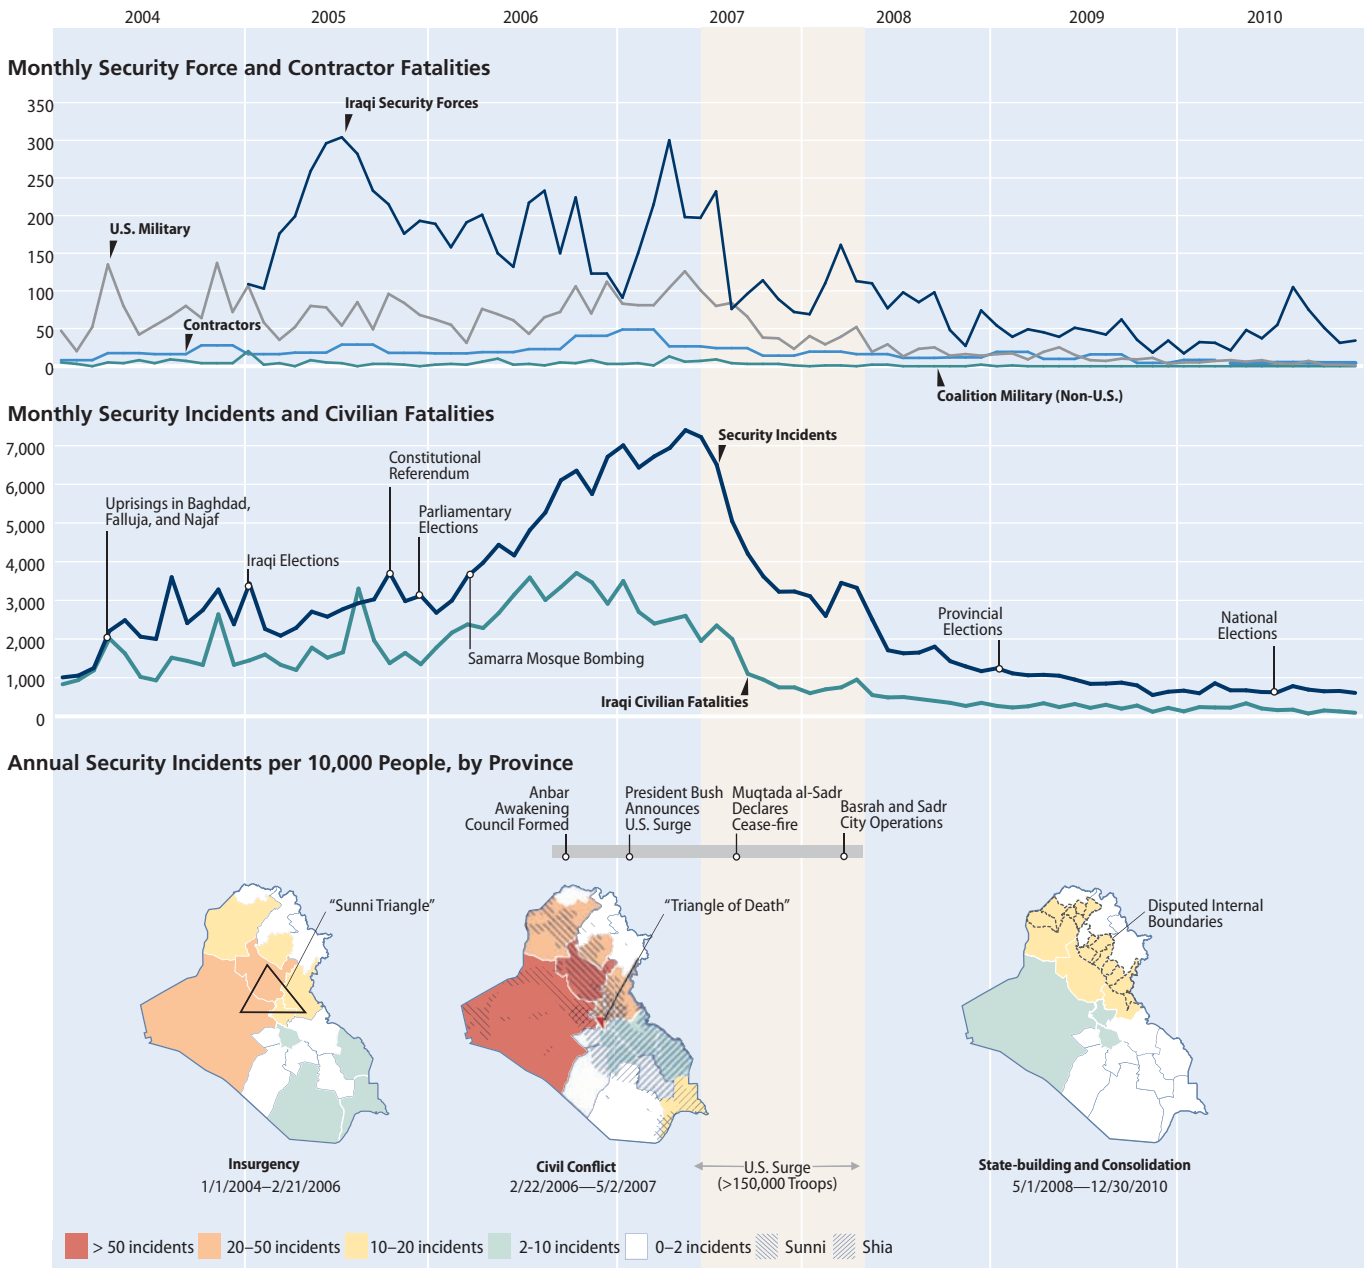 2004 2005 2006 2007 2008 2009 2010
Monthly Security Force and Contractor Fatalities
350
300
250
200
150
100
50
0
Iraqi Security Forces
U.S. Military
Contractors
Coalition Military (Non-U.S.)
Monthly Security Incidents and Civilian Fatalities
7,000
6,000
5,000
4,000
3,000
2,000
1,000
0
Security Incidents
Constitutional
Referendum
Uprisings in Baghdad,
Falluja, and Najaf
Parliamentary
Elections
Iraqi Elections
Samarra Mosque Bombing
Iraqi Civilian Fatalities
Provincial
Elections
National
Elections
Annual Security Incidents per 10,000 People, by Province
Anbar
Awakening
Council Formed
President Bush
Announces
U.S. Surge
Muqtada al-Sadr
Declares
Cease-fire
Basrah and Sadr
City Operations
“Sunni Triangle”
“Triangle of Death”
Disputed Internal
Boundaries
Insurgency
1/1/2004–2/21/2006
Civil Conflict
2/22/2006—5/2/2007
U.S. Surge
(>150,000 Troops)
State-building and Consolidation
5/1/2008—12/30/2010
> 50 incidents 20–50 incidents 10–20 incidents 2-10 incidents 0–2 incidents Sunni Shia